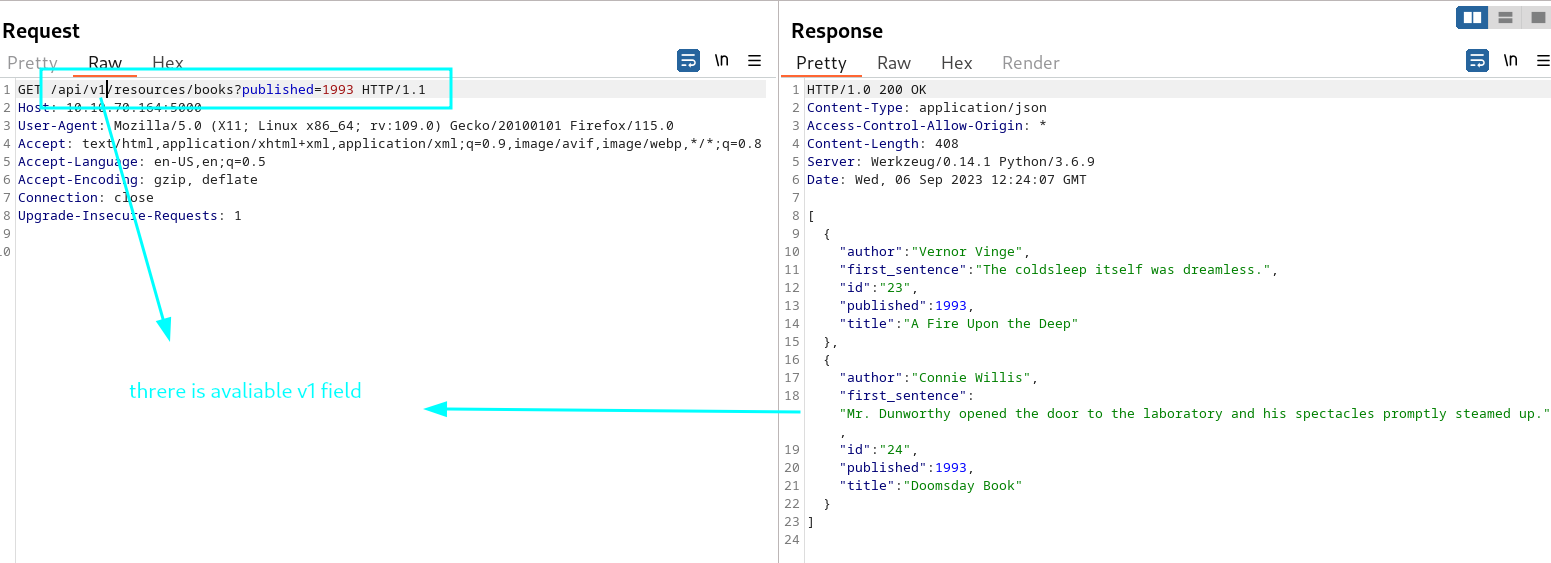 Request
Pretty Raw Hex \n
1 GET /api/v1/resources/books?published=1993 HTTP/1.1
2 Host: 10.10.70.164:5000
3 User-Agent: Mozilla/5.0 (X11; Linux x86_64; rv:109.0) Gecko/20100101 Firefox/115.0
4 Accept: text/html,application/xhtml+xml,application/xml;q=0.9,image/avif,image/webp,*/*;q=0.8
5 Accept-Language: en-US,en;q=0.5
6 Accept-Encoding: gzip, deflate
7 Connection: close
8 Upgrade-Insecure-Requests: 1
9
10
threre is avaliable v1 field
Response
Pretty Raw Hex Render \n
1 HTTP/1.0 200 OK
2 Content-Type: application/json
3 Access-Control-Allow-Origin: *
4 Content-Length: 408
5 Server: Werkzeug/0.14.1 Python/3.6.9
6 Date: Wed, 06 Sep 2023 12:24:07 GMT
7
8 [
9 {
10 "author":"Vernor Vinge",
11 "first_sentence":"The coldsleep itself was dreamless.",
12 "id":"23",
13 "published":1993,
14 "title":"A Fire Upon the Deep"
15 },
16 {
17 "author":"Connie Willis",
18 "first_sentence":
"Mr. Dunworthy opened the door to the laboratory and his spectacles promptly steamed up."
,
19 "id":"24",
20 "published":1993,
21 "title":"Doomsday Book"
22 }
23 ]
24